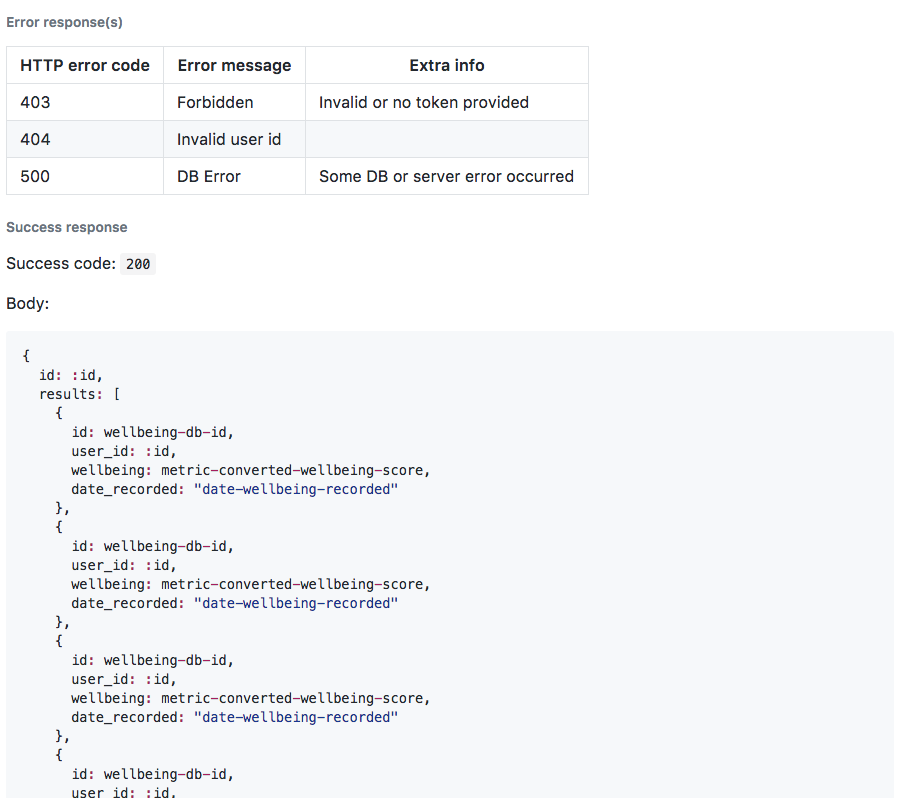 Error response(s)
HTTP error code Error message Extra info
403 Forbidden Invalid or no token provided
404 Invalid user id
500 DB Error Some DB or server error occurred
Success response
Success code: 200
Body:
{
  id: :id,
  results: [
    {
      id: wellbeing-db-id,
      user_id: :id,
      wellbeing: metric-converted-wellbeing-score,
      date_recorded: "date-wellbeing-recorded"
    },
    {
      id: wellbeing-db-id,
      user_id: :id,
      wellbeing: metric-converted-wellbeing-score,
      date_recorded: "date-wellbeing-recorded"
    },
    {
      id: wellbeing-db-id,
      user_id: :id,
      wellbeing: metric-converted-wellbeing-score,
      date_recorded: "date-wellbeing-recorded"
    },
    {
      id: wellbeing-db-id,
      user_id: :id,